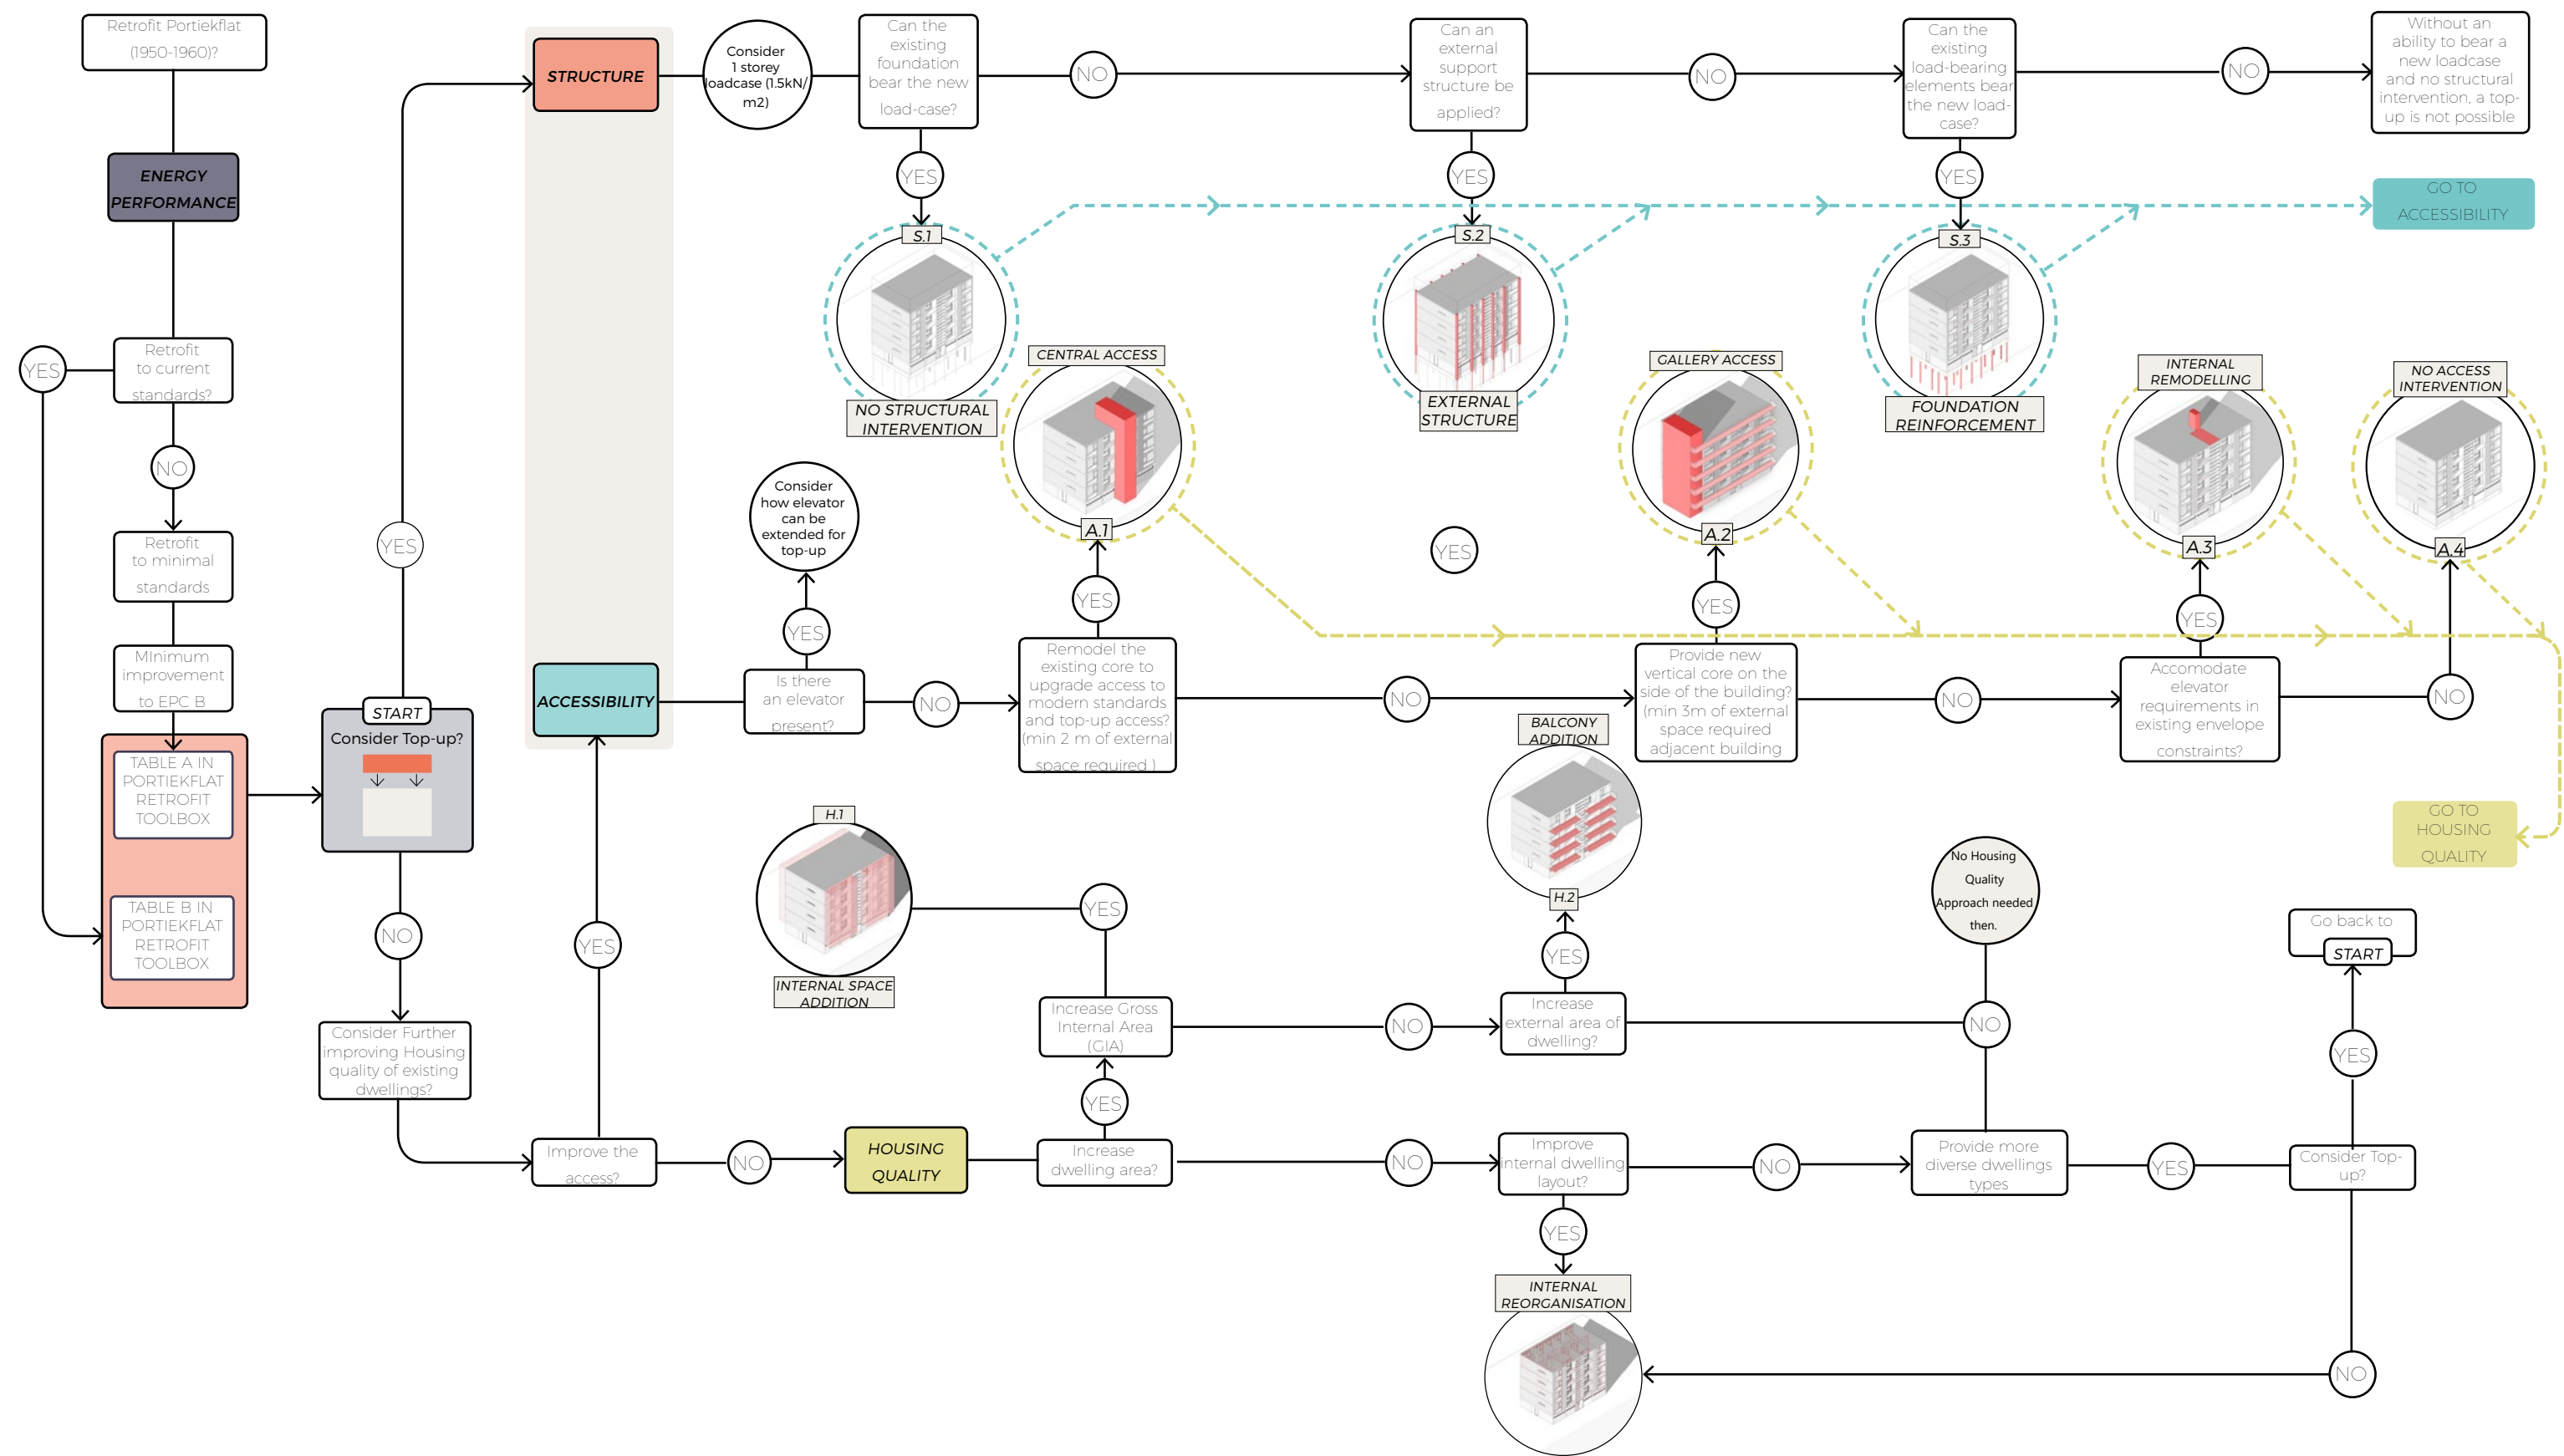 Retrofit Portiekflat
(1950-1960)?
ENERGY
PERFORMANCE
YES
Retrofit
to current
standards?
NO
Retrofit
to minimal
standards
MInimum
improvement
to EPC B
TABLE A IN
PORTIEKFLAT
RETROFIT
TOOLBOX
TABLE B IN
PORTIEKFLAT
RETROFIT
TOOLBOX
START
Consider Top-up?
YES
NO
Consider Further
improving Housing
quality of existing
dwellings?
STRUCTURE
Consider
1 storey
loadcase (1.5kN/
m2)
Can the
existing
foundation
bear the new
load-case?
NO
Can an
external
support
structure be
applied?
NO
Can the
existing
load-bearing
elements bear
the new load-
case?
NO
Without an
ability to bear a
new loadcase
and no structural
intervention, a top-
up is not possible
YES
YES
YES
GO TO
ACCESSIBILITY
S.1
NO STRUCTURAL
INTERVENTION
S.2
EXTERNAL
STRUCTURE
S.3
FOUNDATION
REINFORCEMENT
CENTRAL ACCESS
A.1
GALLERY ACCESS
A.2
INTERNAL
REMODELLING
A.3
NO ACCESS
INTERVENTION
A.4
Consider
how elevator
can be
extended for
top-up
YES
YES
YES
YES
YES
ACCESSIBILITY
Is there
an elevator
present?
NO
Remodel the
existing core to
upgrade access to
modern standards
and top-up access?
(min 2 m of external
space required )
NO
Provide new
vertical core on the
side of the building?
(min 3m of external
space required
adjacent building
NO
Accomodate
elevator
requirements in
existing envelope
constraints?
NO
GO TO
HOUSING
QUALITY
H.1
INTERNAL SPACE
ADDITION
YES
BALCONY
ADDITION
H.2
YES
No Housing
Quality
Approach needed
then.
Go back to
START
YES
YES
Increase Gross
Internal Area
(GIA)
NO
Increase
external area of
dwelling?
NO
YES
Improve the
access?
NO
HOUSING
QUALITY
Increase
dwelling area?
NO
Improve
internal dwelling
layout?
NO
Provide more
diverse dwellings
types
YES
Consider Top-
up?
YES
INTERNAL
REORGANISATION
NO